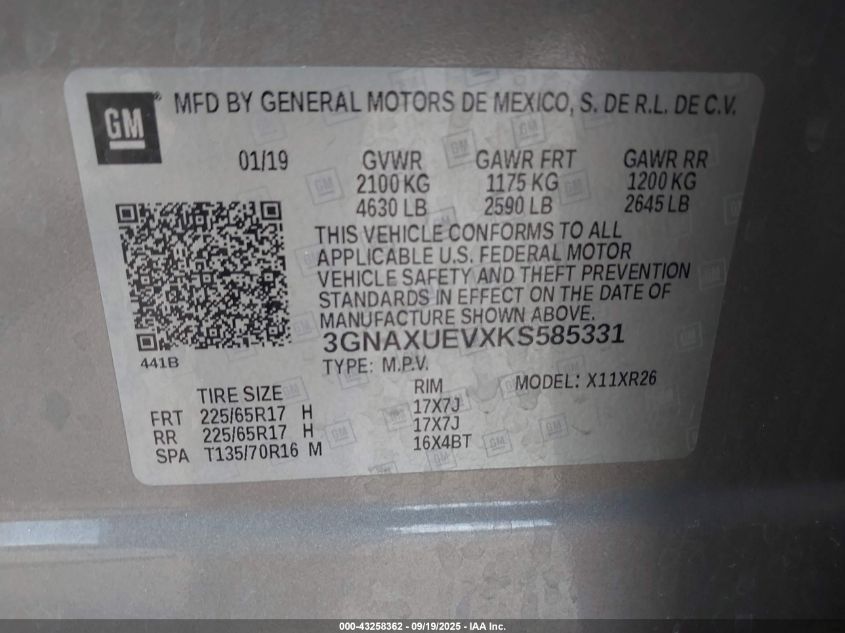 GM
® MFD BY GENERAL MOTORS DE MEXICO, S. DE R.L. DE C.V.
01/19 GVWR GAWR FRT GAWR RR
2100 KG 1175 KG 1200 KG
4630 LB 2590 LB 2645 LB
THIS VEHICLE CONFORMS TO ALL
APPLICABLE U.S. FEDERAL MOTOR
VEHICLE SAFETY AND THEFT PREVENTION
STANDARDS IN EFFECT ON THE DATE OF
MANUFACTURE SHOWN ABOVE.
3GNAXUEVXKS585331
441B TYPE: M.P.V.
TIRE SIZE RIM MODEL: X11XR26
FRT 225/65R17 H 17X7J
RR 225/65R17 H 17X7J
SPA T135/70R16 M 16X4BT
000-43258362 - 09/19/2025 - IAA Inc.